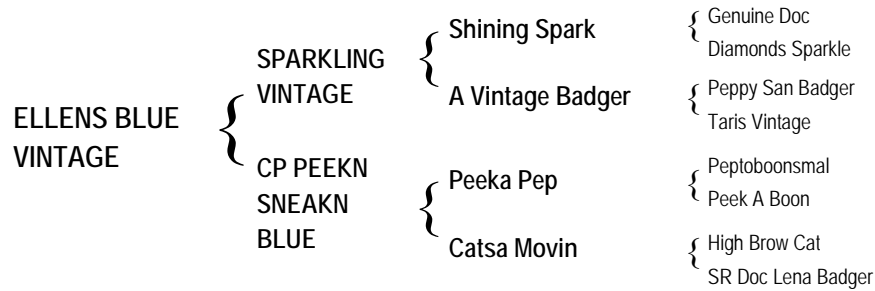 ELLENS BLUE
VINTAGE
SPARKLING
VINTAGE
CP PEEKN
SNEAKN
BLUE
Shining Spark
A Vintage Badger
Peeka Pep
Catsa Movin
Genuine Doc
Diamonds Sparkle
Peppy San Badger
Taris Vintage
Peptoboonsmal
Peek A Boon
High Brow Cat
SR Doc Lena Badger